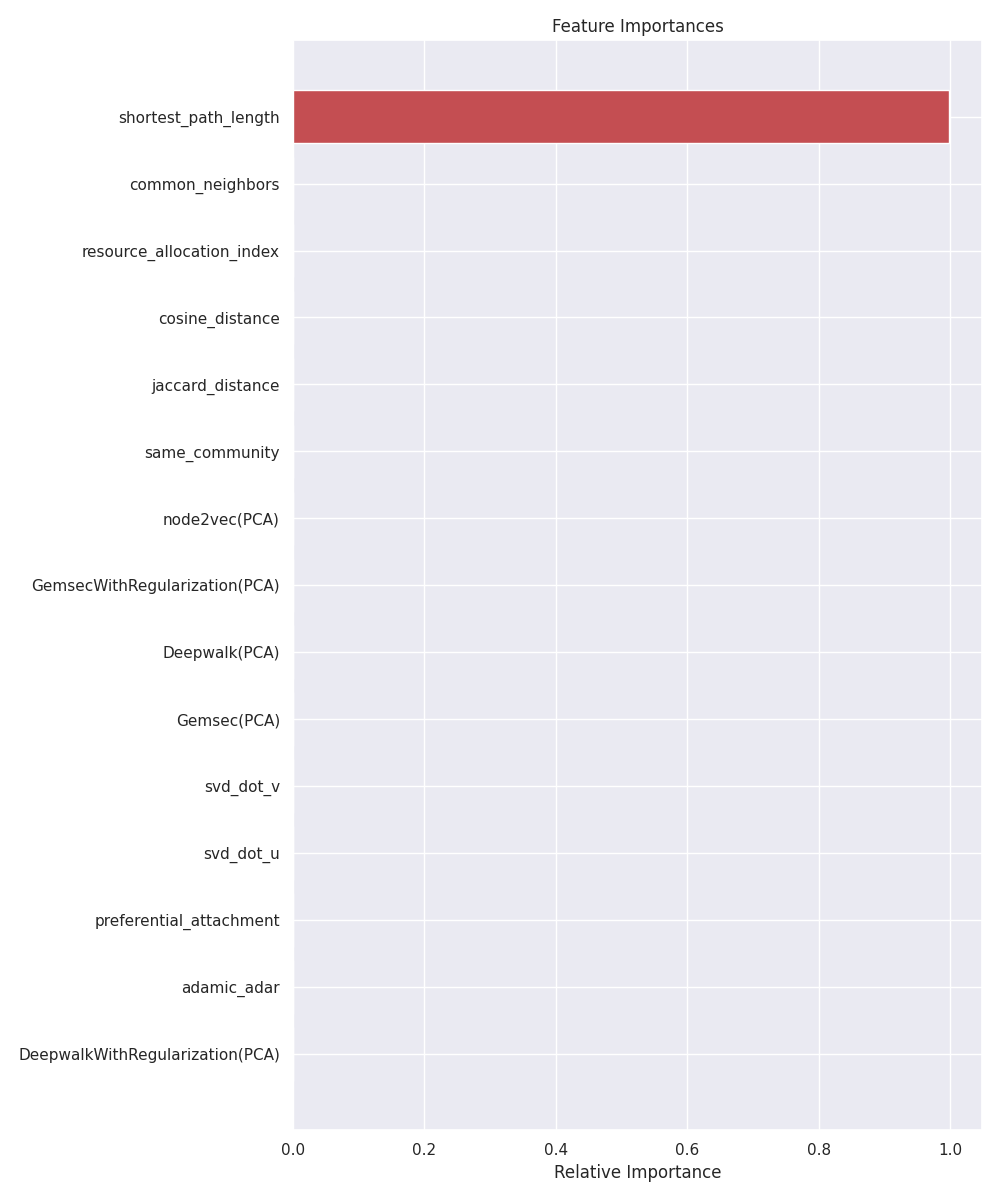 Feature Importances
shortest_path_length
common_neighbors
resource_allocation_index
cosine_distance
jaccard_distance
same_community
node2vec(PCA)
GemsecWithRegularization(PCA)
Deepwalk(PCA)
Gemsec(PCA)
svd_dot_v
svd_dot_u
preferential_attachment
adamic_adar
DeepwalkWithRegularization(PCA)
0.0 0.2 0.4 0.6 0.8 1.0
Relative Importance